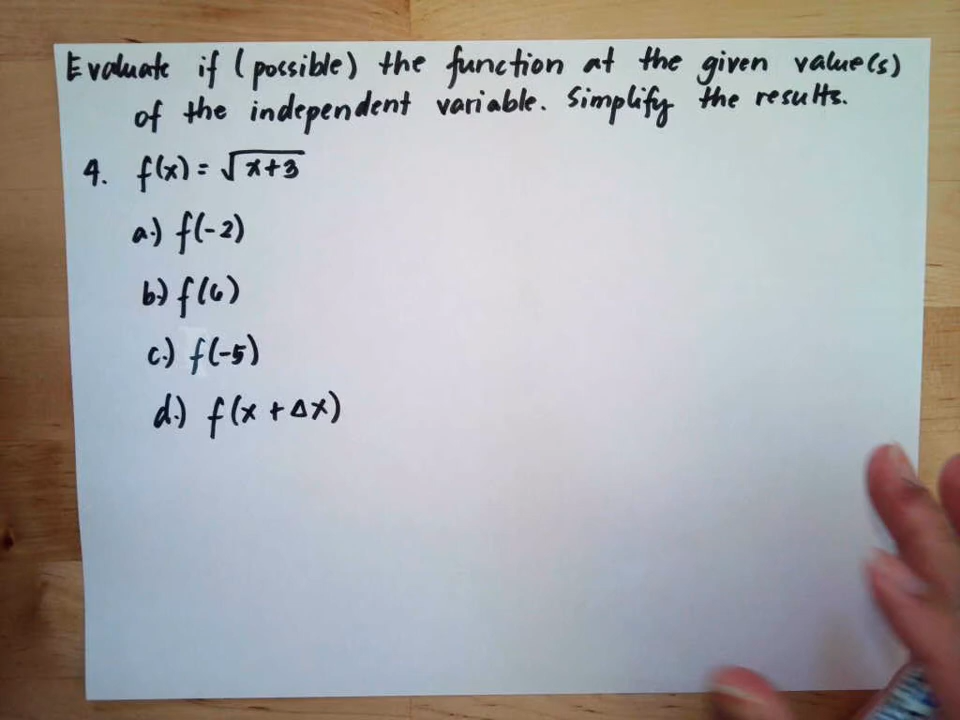 Evaluate if (possible) the function at the given value(s)
of the independent variable. Simplify the results.
4. f(x) = √x+3
a.) f(-2)
b.) f(6)
c.) f(-5)
d.) f(x + Δx)